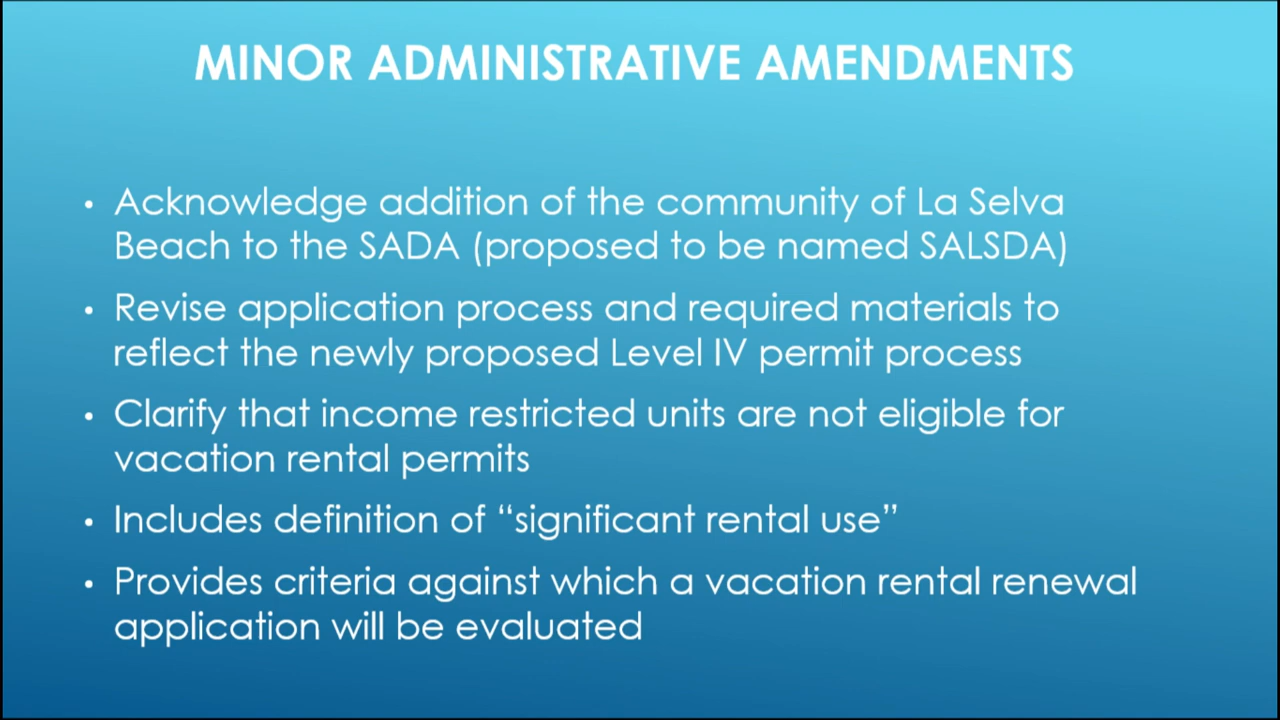 MINOR ADMINISTRATIVE AMENDMENTS
• Acknowledge addition of the community of La Selva
Beach to the SADA (proposed to be named SALSDA)
• Revise application process and required materials to
reflect the newly proposed Level IV permit process
• Clarify that income restricted units are not eligible for
vacation rental permits
• Includes definition of “significant rental use”
• Provides criteria against which a vacation rental renewal
application will be evaluated